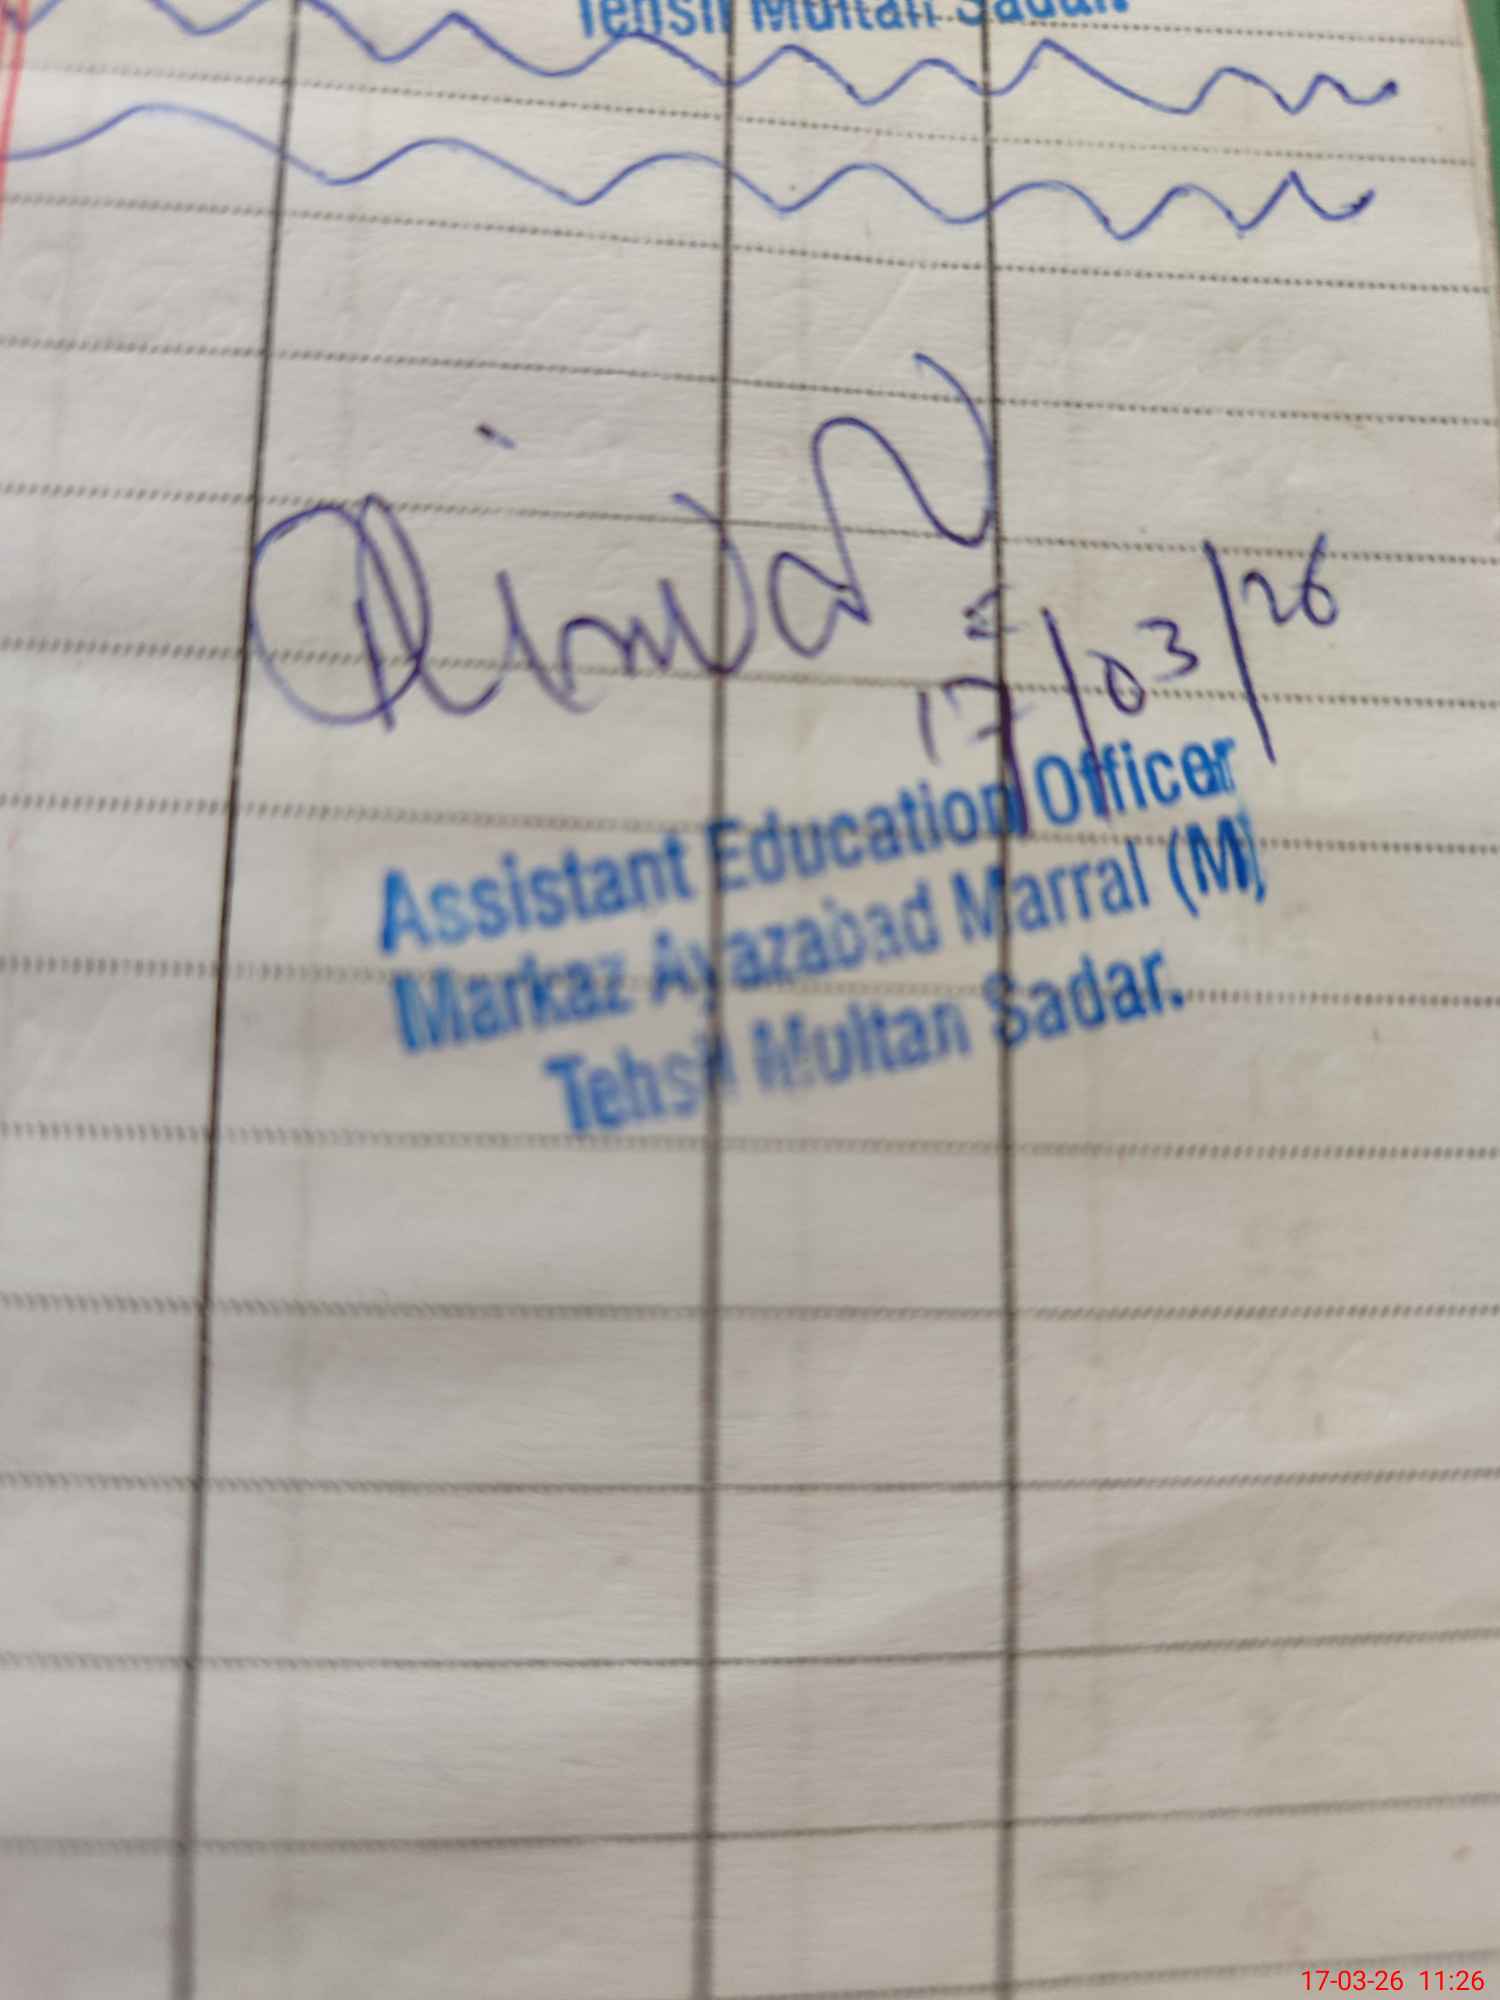 Tehsil Multan Sadar.
17/03/26
Assistant Education Officer
Markaz Ayazabad Marral (M)
Tehsil Multan Sadar.
17-03-26 11:26